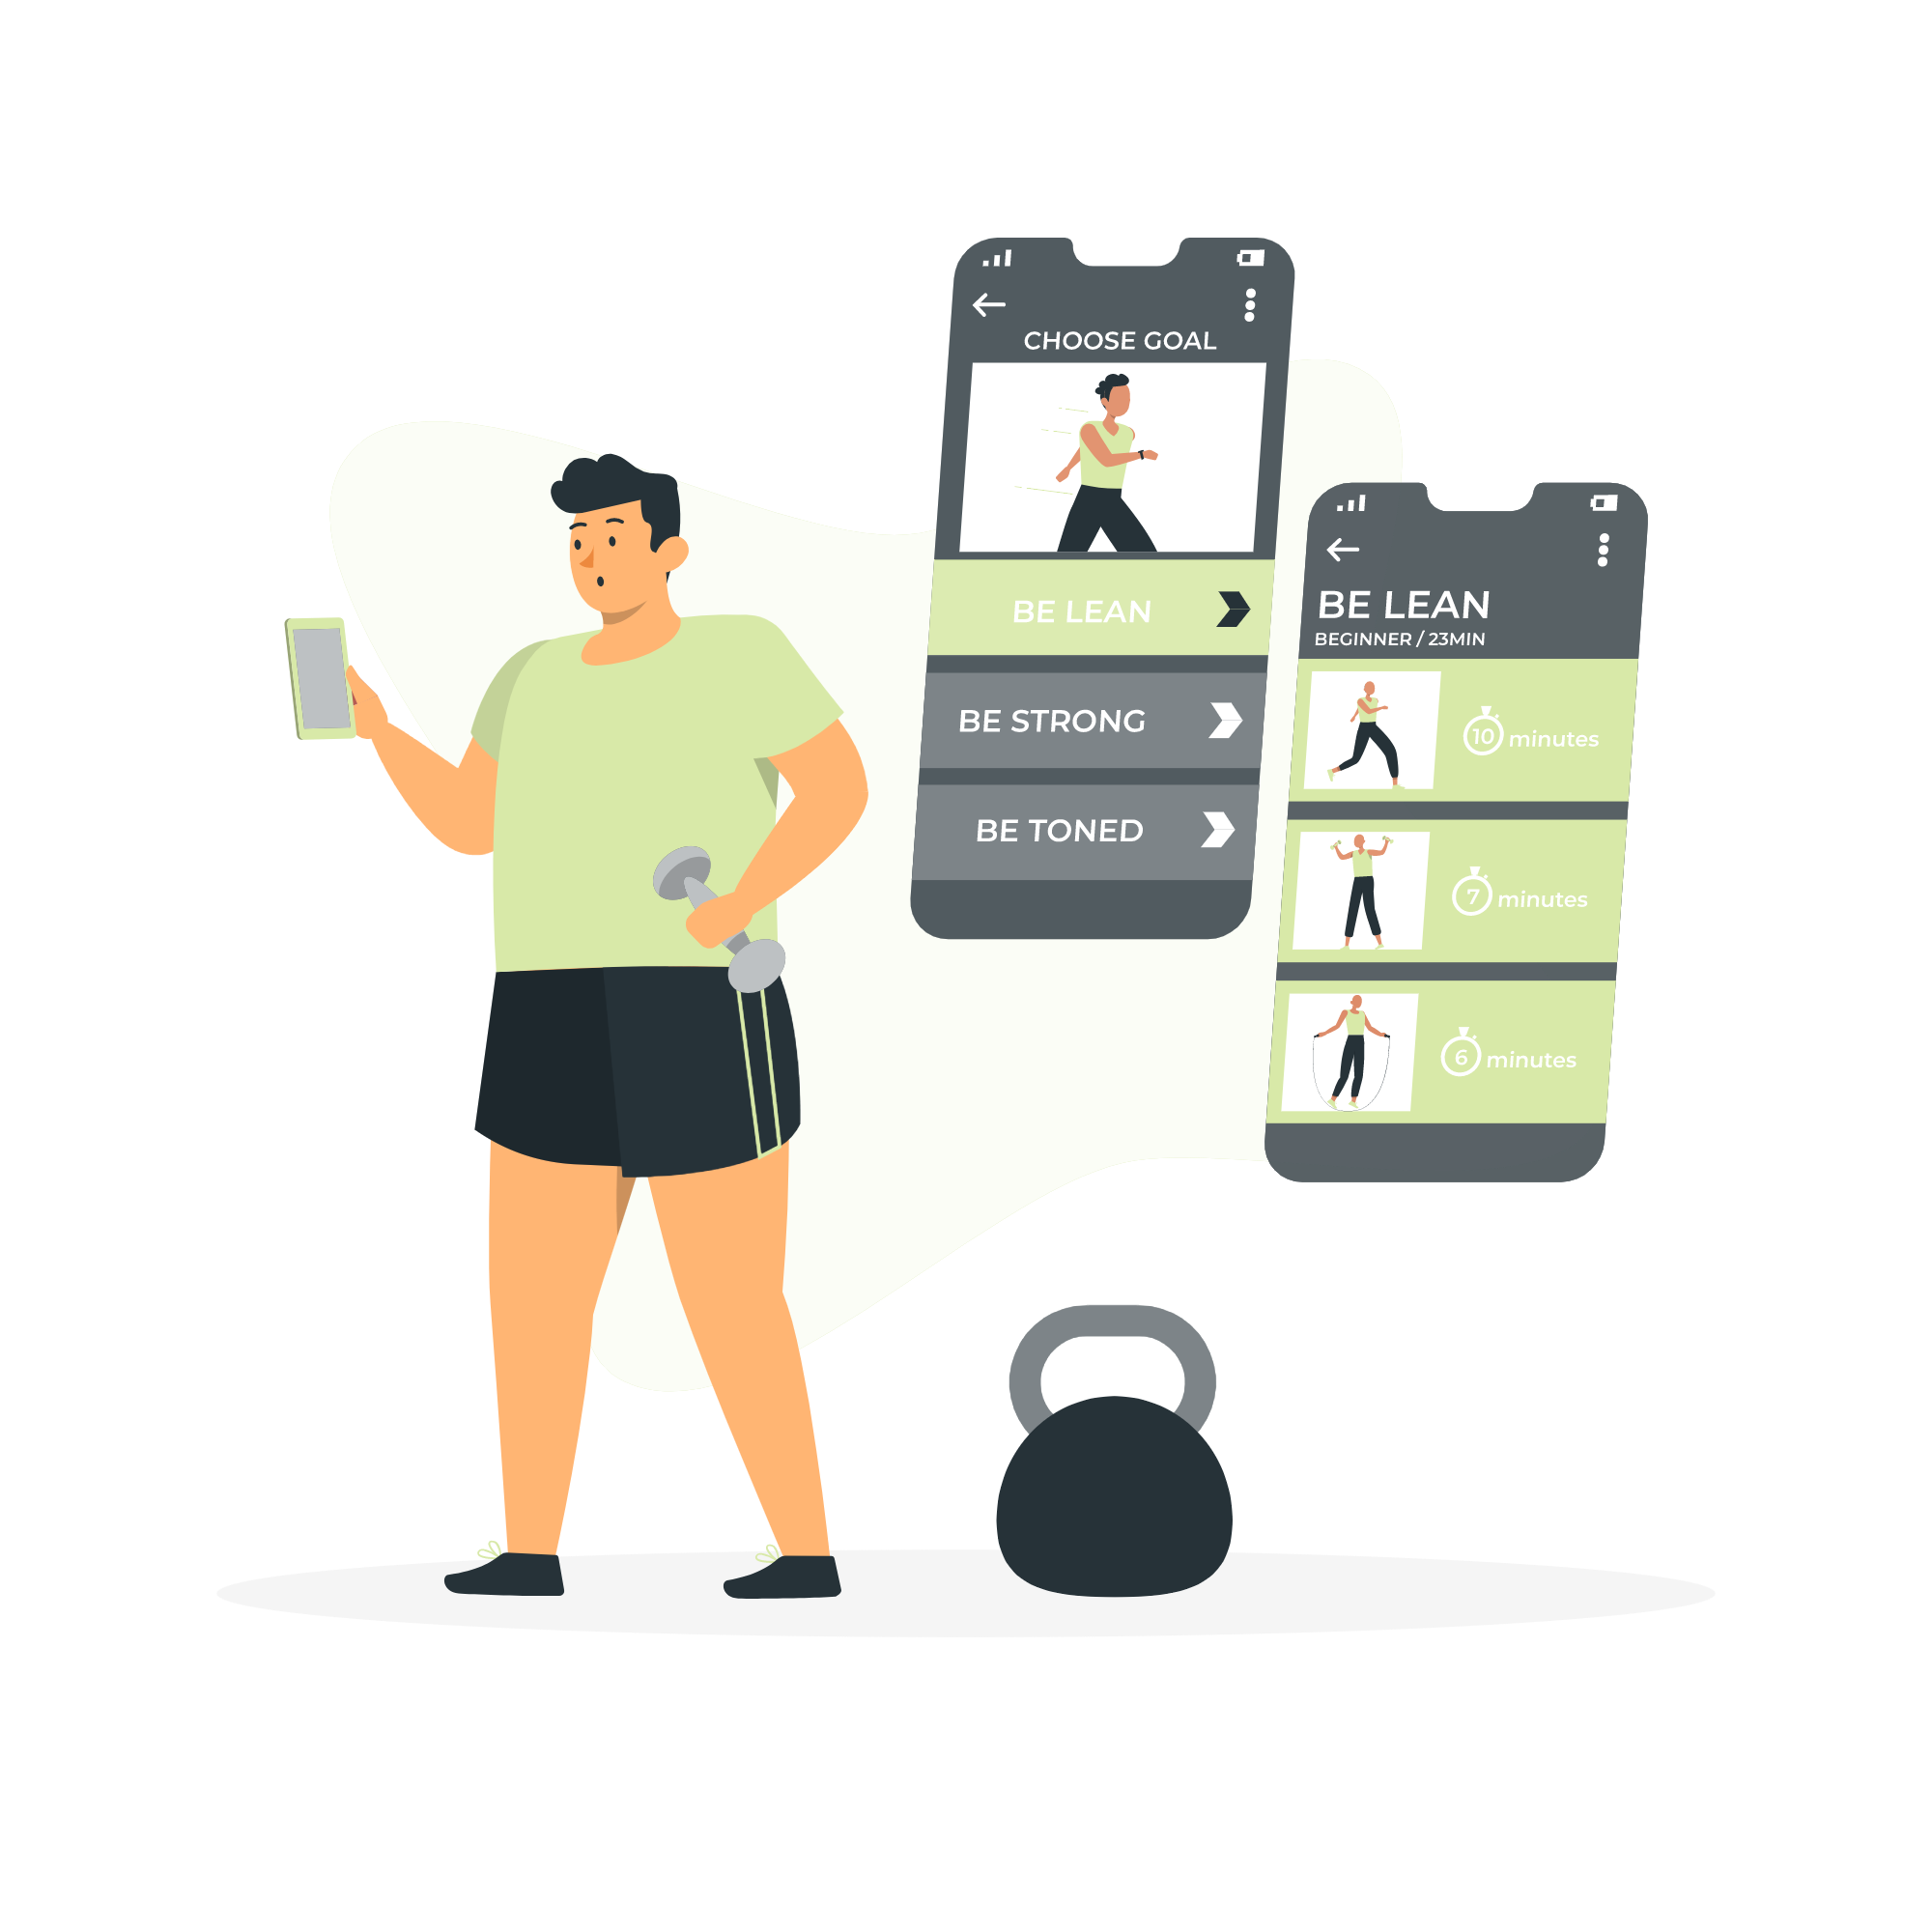 CHOOSE GOAL
BE LEAN
BE STRONG
BE TONED
BE LEAN
BEGINNER / 23MIN
10 minutes
7 minutes
6 minutes